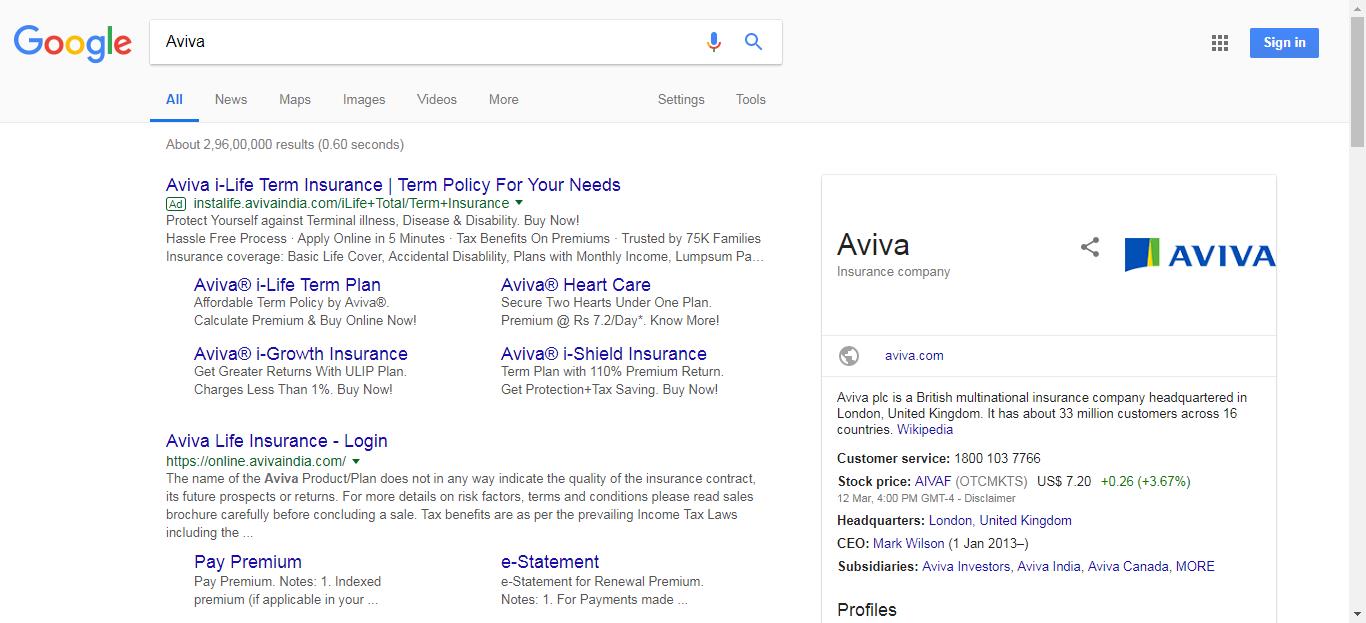 Google
Aviva
Sign in
All News Maps Images Videos More Settings Tools
About 2,96,00,000 results (0.60 seconds)
Aviva i-Life Term Insurance | Term Policy For Your Needs
Ad instalife.avivaindia.com/iLife+Total/Term+Insurance
Protect Yourself against Terminal illness, Disease & Disability. Buy Now!
Hassle Free Process · Apply Online in 5 Minutes · Tax Benefits On Premiums · Trusted by 75K Families
Insurance coverage: Basic Life Cover, Accidental Disablility, Plans with Monthly Income, Lumpsum Pa...
Aviva® i-Life Term Plan
Affordable Term Policy by Aviva®.
Calculate Premium & Buy Online Now!
Aviva® Heart Care
Secure Two Hearts Under One Plan.
Premium @ Rs 7.2/Day*. Know More!
Aviva® i-Growth Insurance
Get Greater Returns With ULIP Plan.
Charges Less Than 1%. Buy Now!
Aviva® i-Shield Insurance
Term Plan with 110% Premium Return.
Get Protection+Tax Saving. Buy Now!
Aviva Life Insurance - Login
https://online.avivaindia.com/
The name of the Aviva Product/Plan does not in any way indicate the quality of the insurance contract,
its future prospects or returns. For more details on risk factors, terms and conditions please read sales
brochure carefully before concluding a sale. Tax benefits are as per the prevailing Income Tax Laws
including the ...
Pay Premium
Pay Premium. Notes: 1. Indexed
premium (if applicable in your ...
e-Statement
e-Statement for Renewal Premium.
Notes: 1. For Payments made ...
Aviva
Insurance company
AVIVA
aviva.com
Aviva plc is a British multinational insurance company headquartered in
London, United Kingdom. It has about 33 million customers across 16
countries. Wikipedia
Customer service: 1800 103 7766
Stock price: AIVAF (OTCMKTS) US$ 7.20 +0.26 (+3.67%)
12 Mar, 4:00 PM GMT-4 - Disclaimer
Headquarters: London, United Kingdom
CEO: Mark Wilson (1 Jan 2013–)
Subsidiaries: Aviva Investors, Aviva India, Aviva Canada, MORE
Profiles